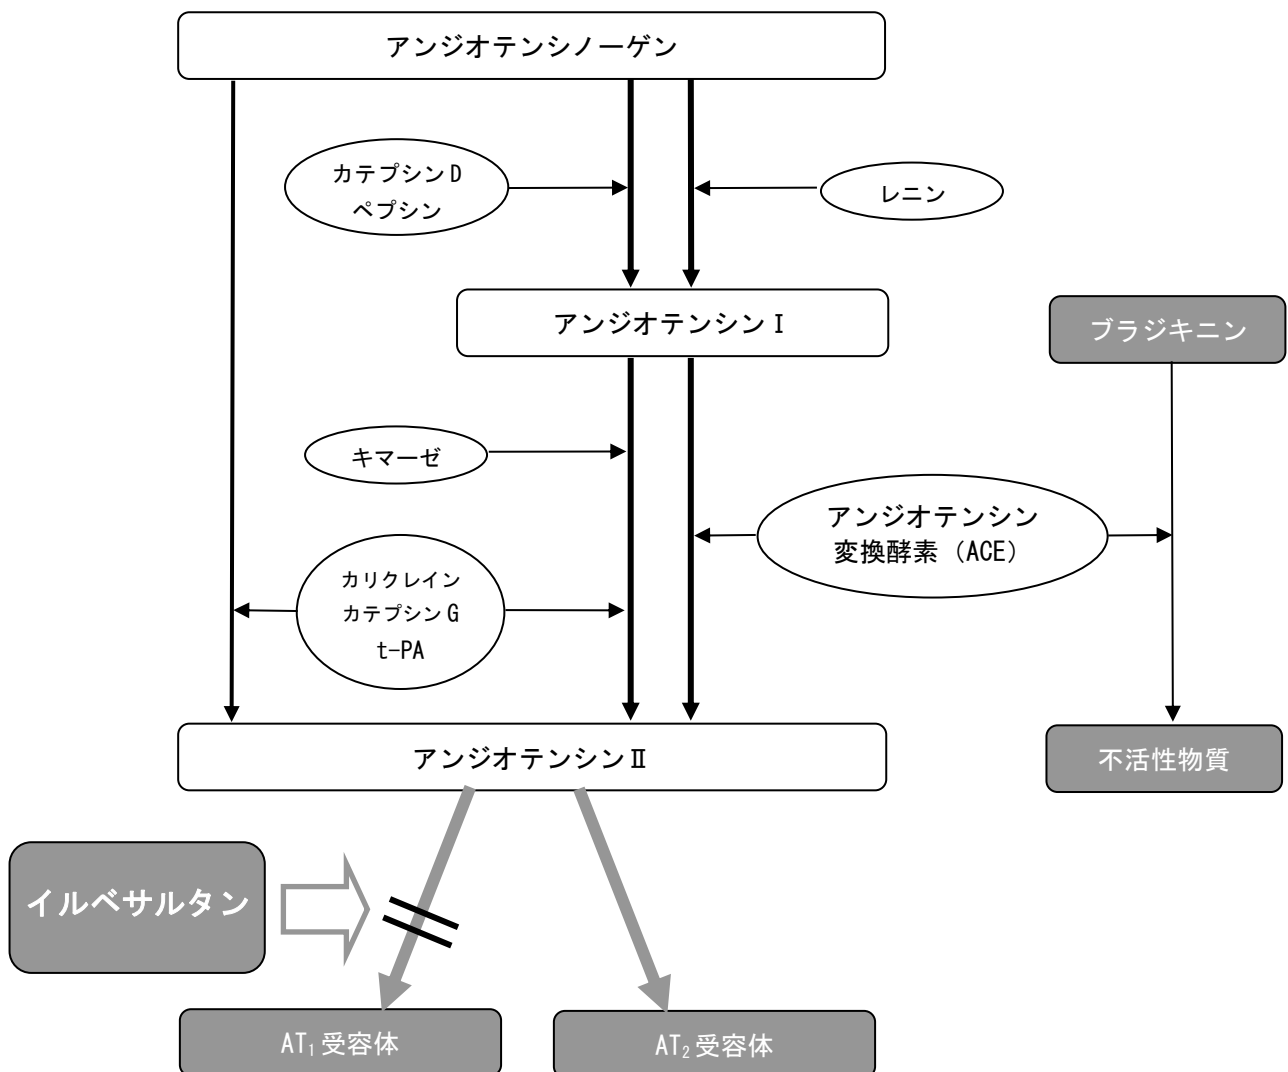 アンジオテンシノーゲン
カテプシンD
ペプシン
レニン
アンジオテンシンⅠ
ブラジキニン
キマーゼ
アンジオテンシン
変換酵素（ACE）
カリクレイン
カテプシンG
t-PA
アンジオテンシンⅡ
不活性物質
イルベサルタン
AT₁受容体
AT₂受容体